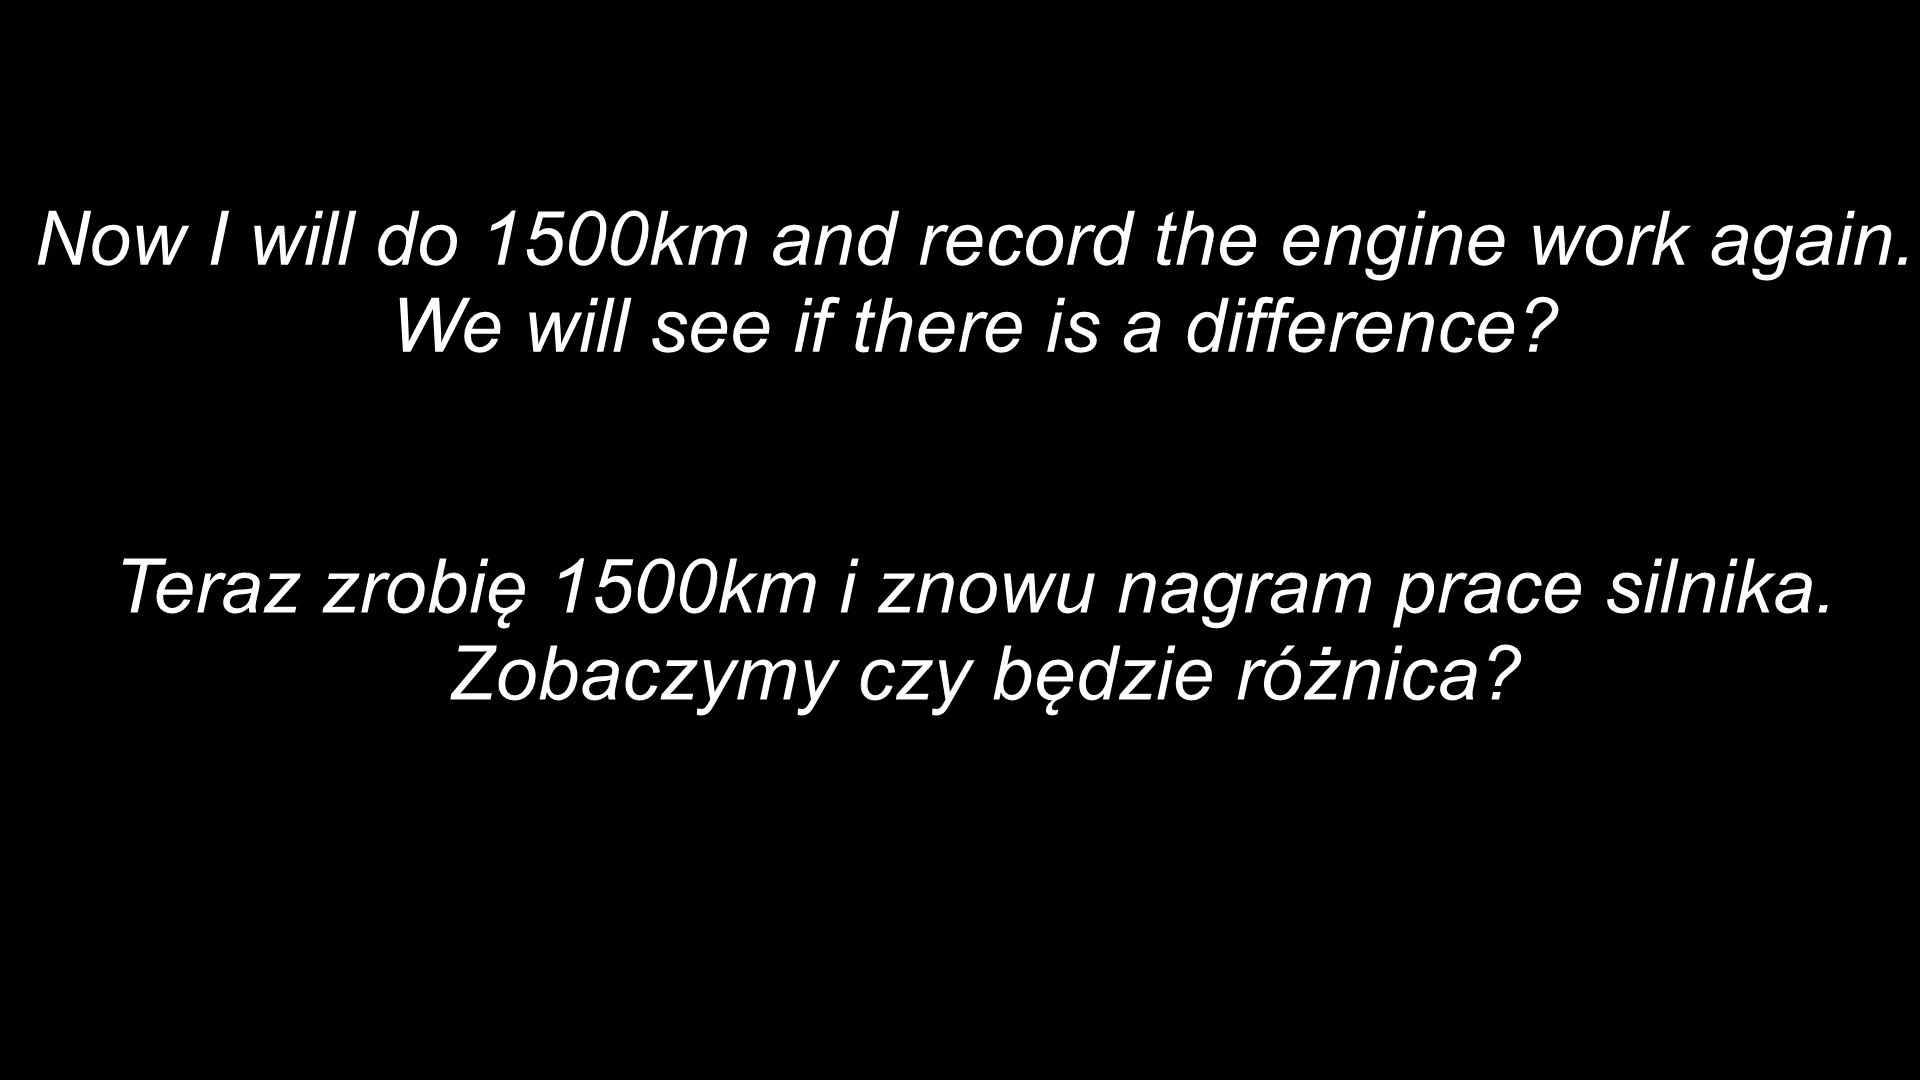 Now I will do 1500km and record the engine work again.
We will see if there is a difference?
Teraz zrobię 1500km i znowu nagram prace silnika.
Zobaczymy czy będzie różnica?